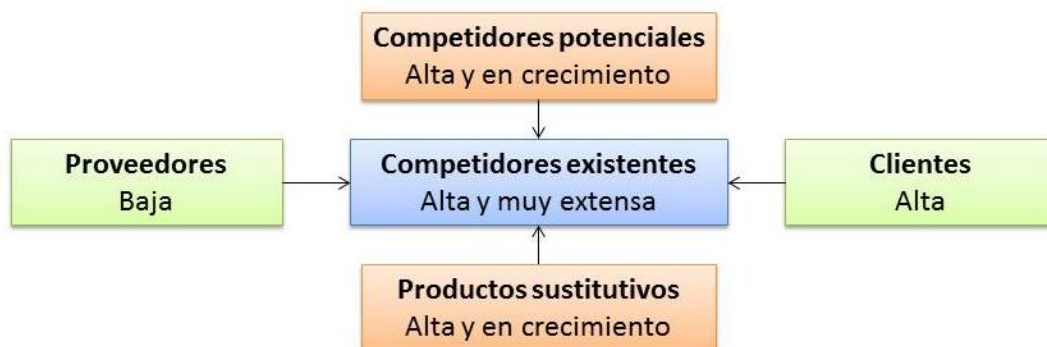 Competidores potenciales
Alta y en crecimiento
Proveedores
Baja
Competidores existentes
Alta y muy extensa
Clientes
Alta
Productos sustitutivos
Alta y en crecimiento